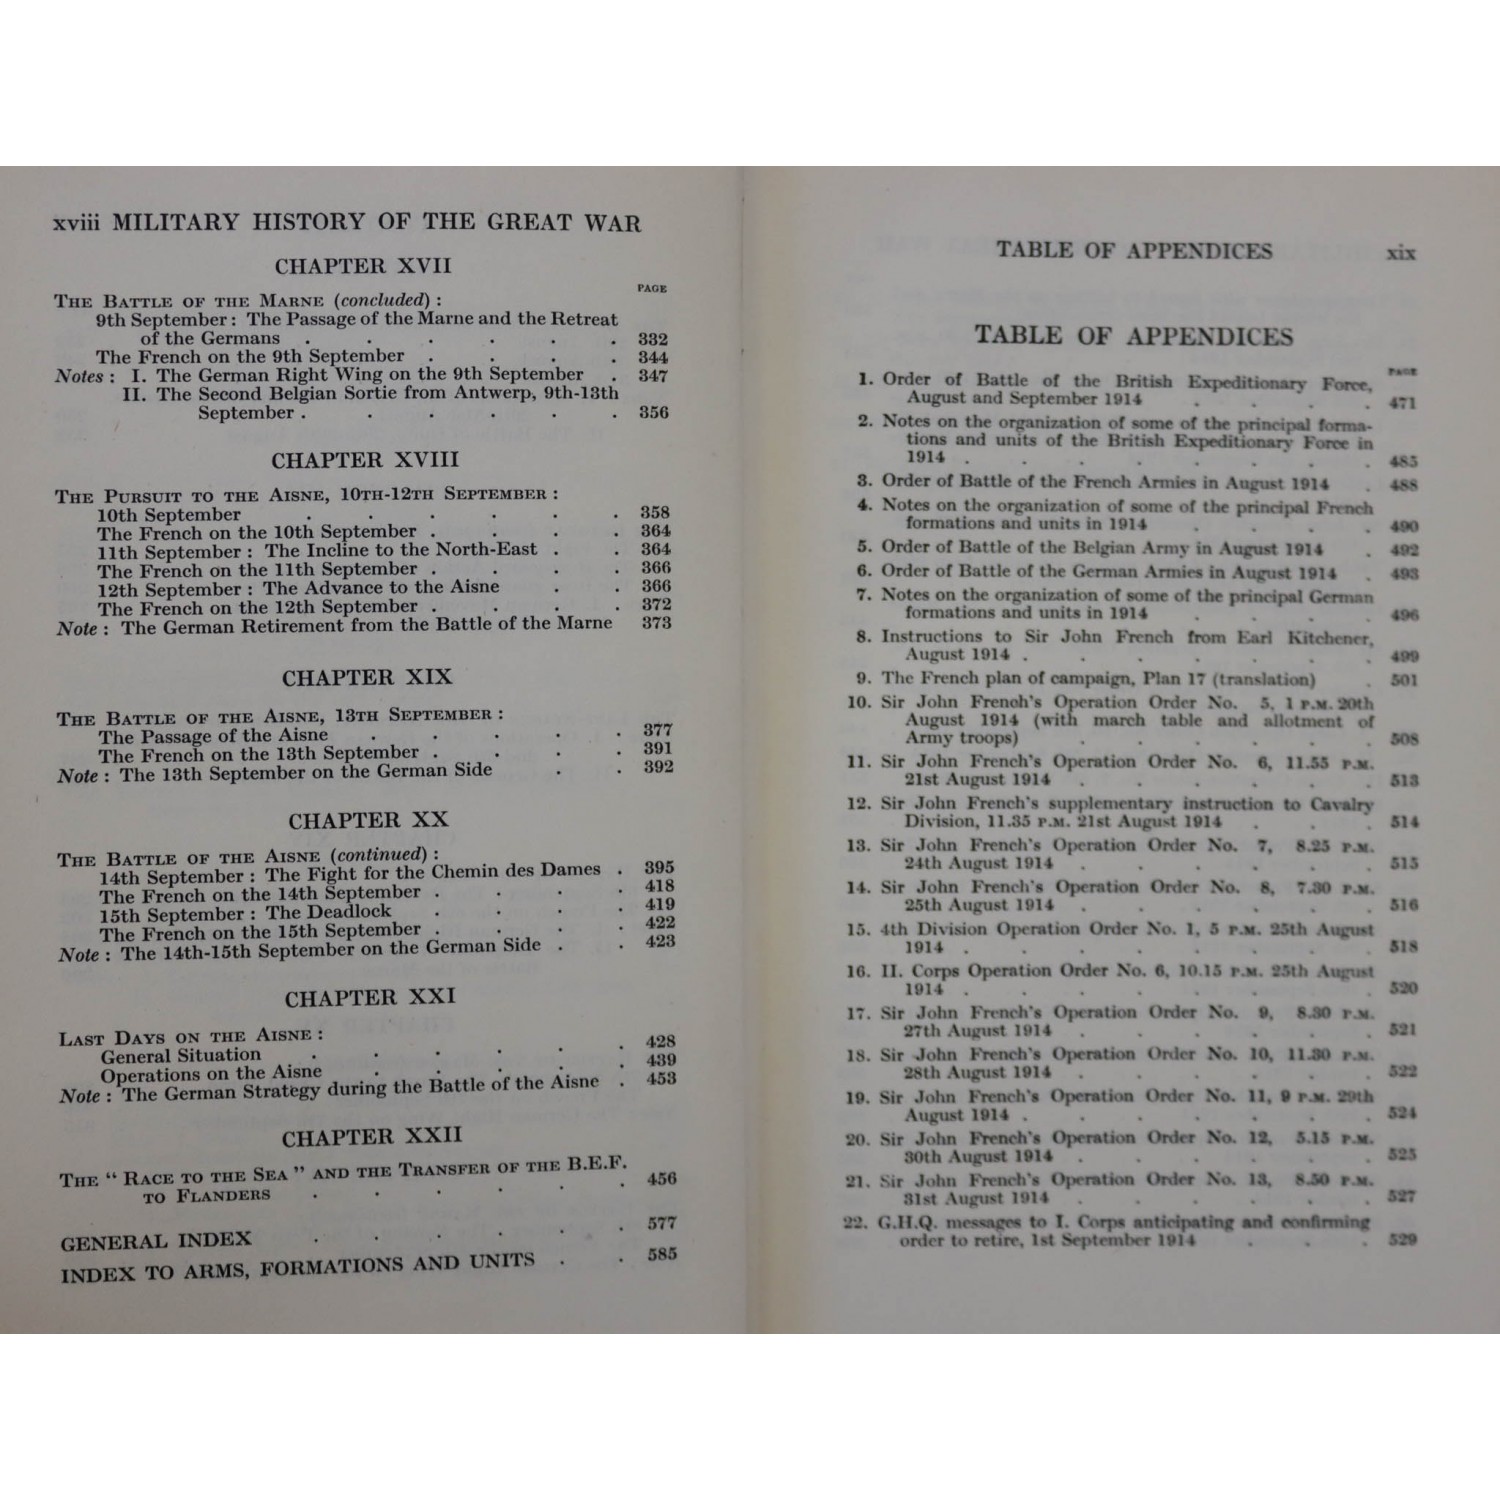 xviii MILITARY HISTORY OF THE GREAT WAR
CHAPTER XVII
PAGE
THE BATTLE OF THE MARNE (concluded) :
9th September : The Passage of the Marne and the Retreat
of the Germans . . . . . . 332
The French on the 9th September . . . . 344
Notes : I. The German Right Wing on the 9th September . 347
II. The Second Belgian Sortie from Antwerp, 9th-13th
September . . . . . . 356
CHAPTER XVIII
THE PURSUIT TO THE AISNE, 10TH-12TH SEPTEMBER :
10th September . . . . . . 358
The French on the 10th September . . . . 364
11th September : The Incline to the North-East . . 364
The French on the 11th September . . . . 366
12th September : The Advance to the Aisne . . 366
The French on the 12th September . . . . 372
Note : The German Retirement from the Battle of the Marne 373
CHAPTER XIX
THE BATTLE OF THE AISNE, 13TH SEPTEMBER :
The Passage of the Aisne . . . . . 377
The French on the 13th September . . . . 391
Note : The 13th September on the German Side . . 392
CHAPTER XX
THE BATTLE OF THE AISNE (continued) :
14th September : The Fight for the Chemin des Dames . 395
The French on the 14th September . . . . 418
15th September : The Deadlock . . . . 419
The French on the 15th September . . . . 422
Note : The 14th-15th September on the German Side . . 423
CHAPTER XXI
LAST DAYS ON THE AISNE :
General Situation . . . . . . 428
Operations on the Aisne . . . . . 439
Note : The German Strategy during the Battle of the Aisne . 453
CHAPTER XXII
THE “ RACE TO THE SEA ” AND THE TRANSFER OF THE B.E.F.
TO FLANDERS . . . . . . 456
GENERAL INDEX . . . . . . 577
INDEX TO ARMS, FORMATIONS AND UNITS . . 585
TABLE OF APPENDICES xix
TABLE OF APPENDICES
PAGE
1. Order of Battle of the British Expeditionary Force,
August and September 1914 . . . . 471
2. Notes on the organization of some of the principal forma-
tions and units of the British Expeditionary Force in
1914 . . . . . . . . 485
3. Order of Battle of the French Armies in August 1914 . 488
4. Notes on the organization of some of the principal French
formations and units in 1914 . . . . 490
5. Order of Battle of the Belgian Army in August 1914 . 492
6. Order of Battle of the German Armies in August 1914 . 493
7. Notes on the organization of some of the principal German
formations and units in 1914 . . . . 496
8. Instructions to Sir John French from Earl Kitchener,
August 1914 . . . . . . . 499
9. The French plan of campaign, Plan 17 (translation) . 501
10. Sir John French's Operation Order No. 5, 1 P.M. 20th
August 1914 (with march table and allotment of
Army troops) . . . . . . 508
11. Sir John French's Operation Order No. 6, 11.55 P.M.
21st August 1914 . . . . . . 513
12. Sir John French's supplementary instruction to Cavalry
Division, 11.35 P.M. 21st August 1914 . . . 514
13. Sir John French's Operation Order No. 7, 8.25 P.M.
24th August 1914 . . . . . . 515
14. Sir John French's Operation Order No. 8, 7.30 P.M.
25th August 1914 . . . . . . 516
15. 4th Division Operation Order No. 1, 5 P.M. 25th August
1914 . . . . . . . . 518
16. II. Corps Operation Order No. 6, 10.15 P.M. 25th August
1914 . . . . . . . . 520
17. Sir John French's Operation Order No. 9, 8.30 P.M.
27th August 1914 . . . . . . 521
18. Sir John French's Operation Order No. 10, 11.30 P.M.
28th August 1914 . . . . . . 522
19. Sir John French's Operation Order No. 11, 9 P.M. 29th
August 1914 . . . . . . . 524
20. Sir John French's Operation Order No. 12, 5.15 P.M.
30th August 1914 . . . . . . 525
21. Sir John French's Operation Order No. 13, 8.50 P.M.
31st August 1914 . . . . . . 527
22. G.H.Q. messages to I. Corps anticipating and confirming
order to retire, 1st September 1914 . . . 529